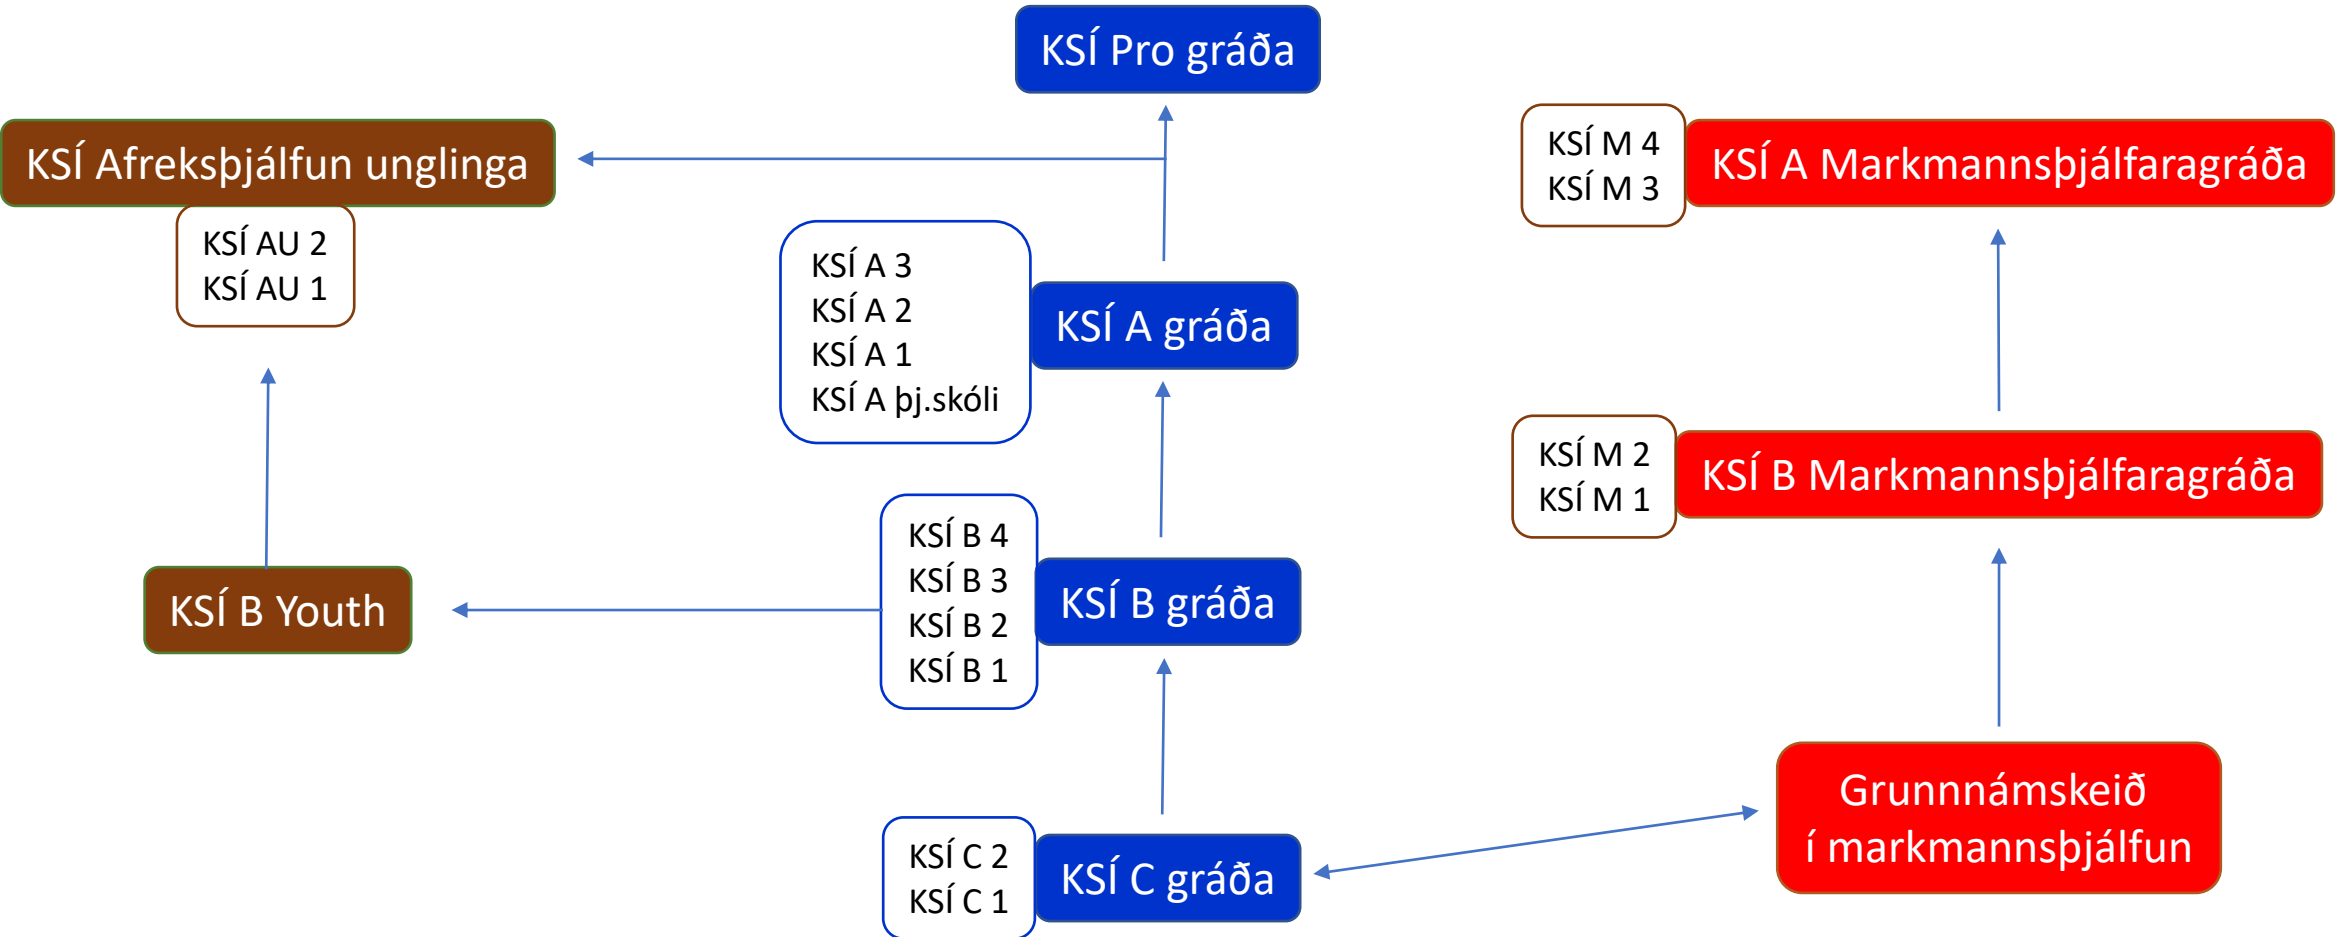 KSÍ Pro gráða
KSÍ Afreksþjálfun unglinga
KSÍ AU 2
KSÍ AU 1
KSÍ M 4
KSÍ M 3
KSÍ A Markmannsþjálfaragráða
KSÍ A 3
KSÍ A 2
KSÍ A 1
KSÍ A þj.skóli
KSÍ A gráða
KSÍ M 2
KSÍ M 1
KSÍ B Markmannsþjálfaragráða
KSÍ B Youth
KSÍ B 4
KSÍ B 3
KSÍ B 2
KSÍ B 1
KSÍ B gráða
KSÍ C 2
KSÍ C 1
KSÍ C gráða
Grunnnámskeið
í markmannsþjálfun